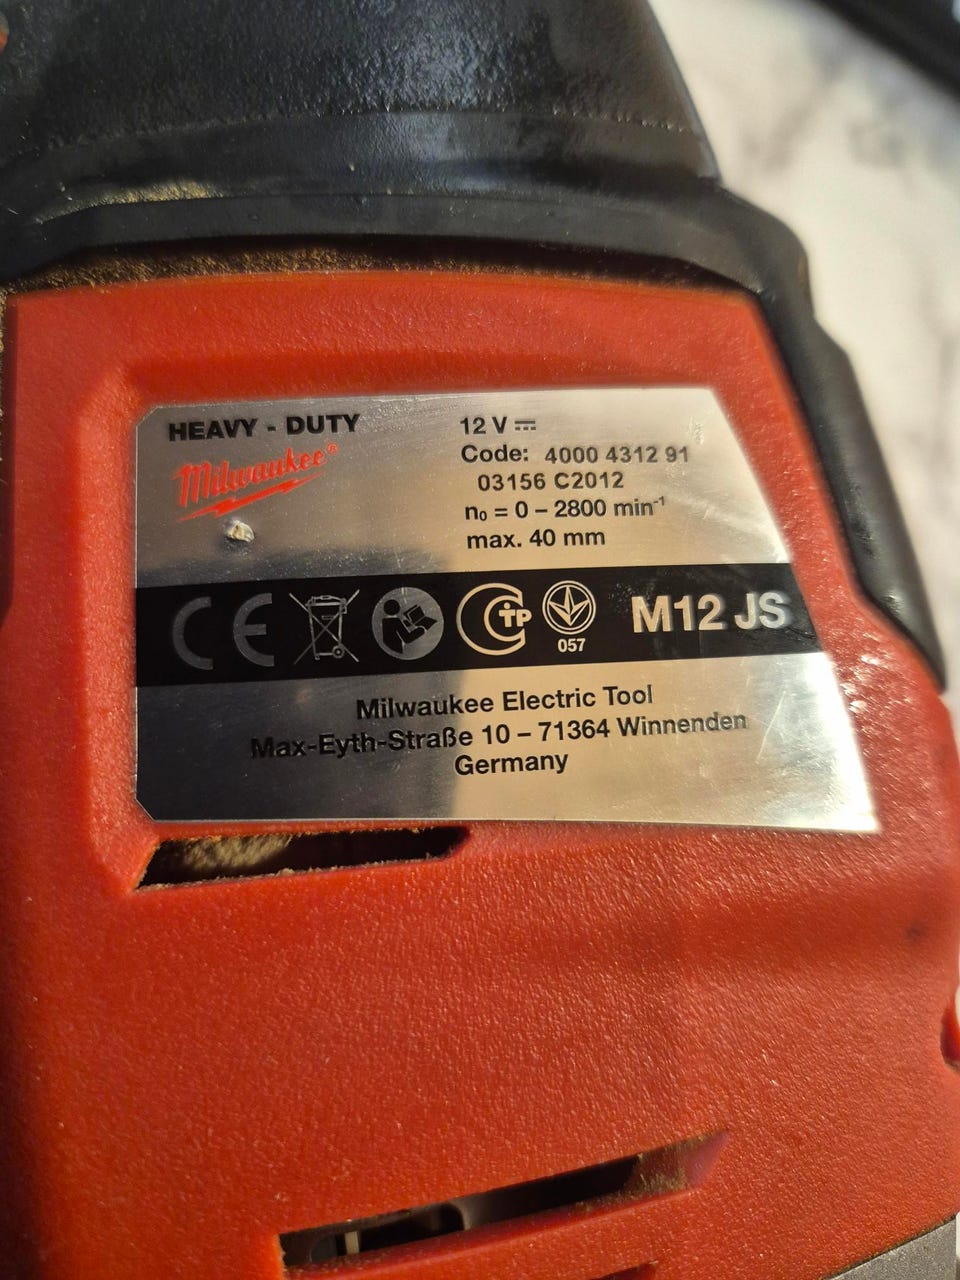 HEAVY - DUTY
Milwaukee®
12 V ⎓
Code: 4000 4312 91
03156 C2012
n₀ = 0 – 2800 min⁻¹
max. 40 mm
CE
TP
057
M12 JS
Milwaukee Electric Tool
Max-Eyth-Straße 10 – 71364 Winnenden
Germany